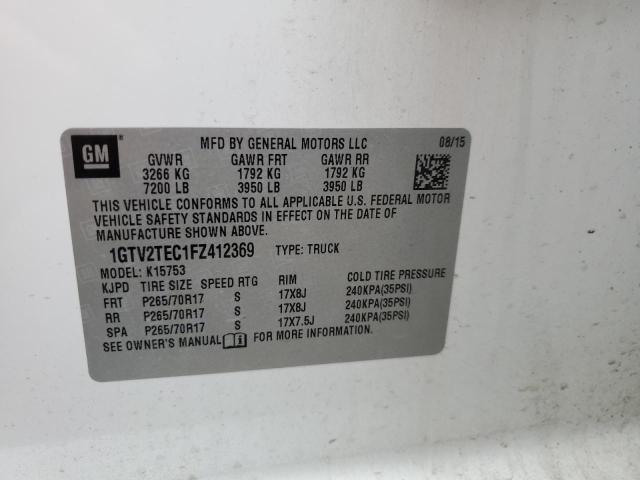 GM
MFD BY GENERAL MOTORS LLC 08/15
GVWR GAWR FRT GAWR RR
3266 KG 1792 KG 1792 KG
7200 LB 3950 LB 3950 LB
THIS VEHICLE CONFORMS TO ALL APPLICABLE U.S. FEDERAL MOTOR
VEHICLE SAFETY STANDARDS IN EFFECT ON THE DATE OF
MANUFACTURE SHOWN ABOVE.
1GTV2TEC1FZ412369 TYPE: TRUCK
MODEL: K15753
KJPD TIRE SIZE SPEED RTG RIM COLD TIRE PRESSURE
FRT P265/70R17 S 17X8J 240KPA(35PSI)
RR P265/70R17 S 17X8J 240KPA(35PSI)
SPA P265/70R17 S 17X7.5J 240KPA(35PSI)
SEE OWNER'S MANUAL FOR MORE INFORMATION.